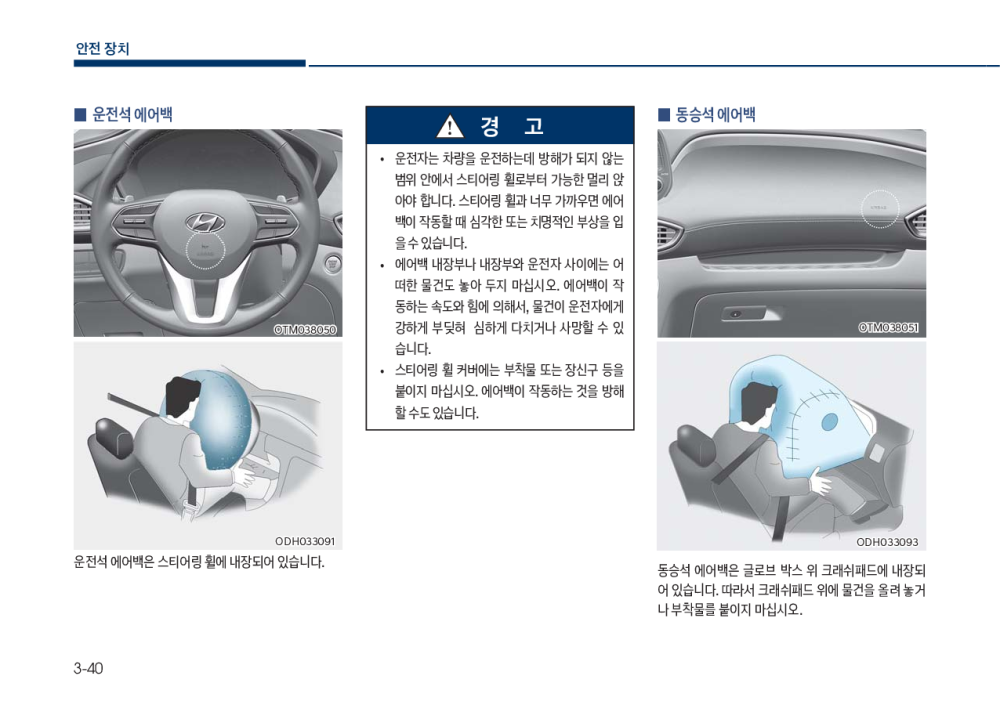 안전 장치
■ 운전석 에어백
OTM038050
ODH033091
운전석 에어백은 스티어링 휠에 내장되어 있습니다.
경 고
• 운전자는 차량을 운전하는데 방해가 되지 않는
범위 안에서 스티어링 휠로부터 가능한 멀리 앉
아야 합니다. 스티어링 휠과 너무 가까우면 에어
백이 작동할 때 심각한 또는 치명적인 부상을 입
을 수 있습니다.
• 에어백 내장부나 내장부와 운전자 사이에는 어
떠한 물건도 놓아 두지 마십시오. 에어백이 작
동하는 속도와 힘에 의해서, 물건이 운전자에게
강하게 부딪혀 심하게 다치거나 사망할 수 있
습니다.
• 스티어링 휠 커버에는 부착물 또는 장신구 등을
붙이지 마십시오. 에어백이 작동하는 것을 방해
할 수도 있습니다.
■ 동승석 에어백
OTM038051
ODH033093
동승석 에어백은 글로브 박스 위 크래쉬패드에 내장되
어 있습니다. 따라서 크래쉬패드 위에 물건을 올려 놓거
나 부착물를 붙이지 마십시오.
3-40